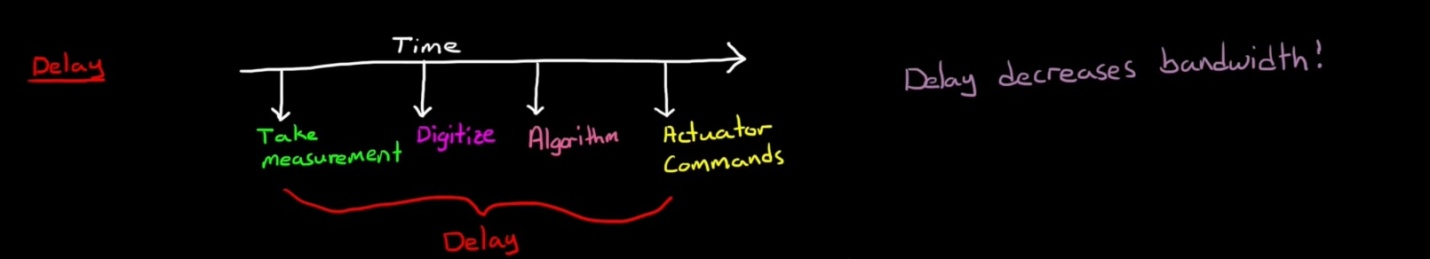 Delay
Time
Take
measurement
Digitize
Algorithm
Actuator
Commands
Delay
Delay decreases bandwidth!